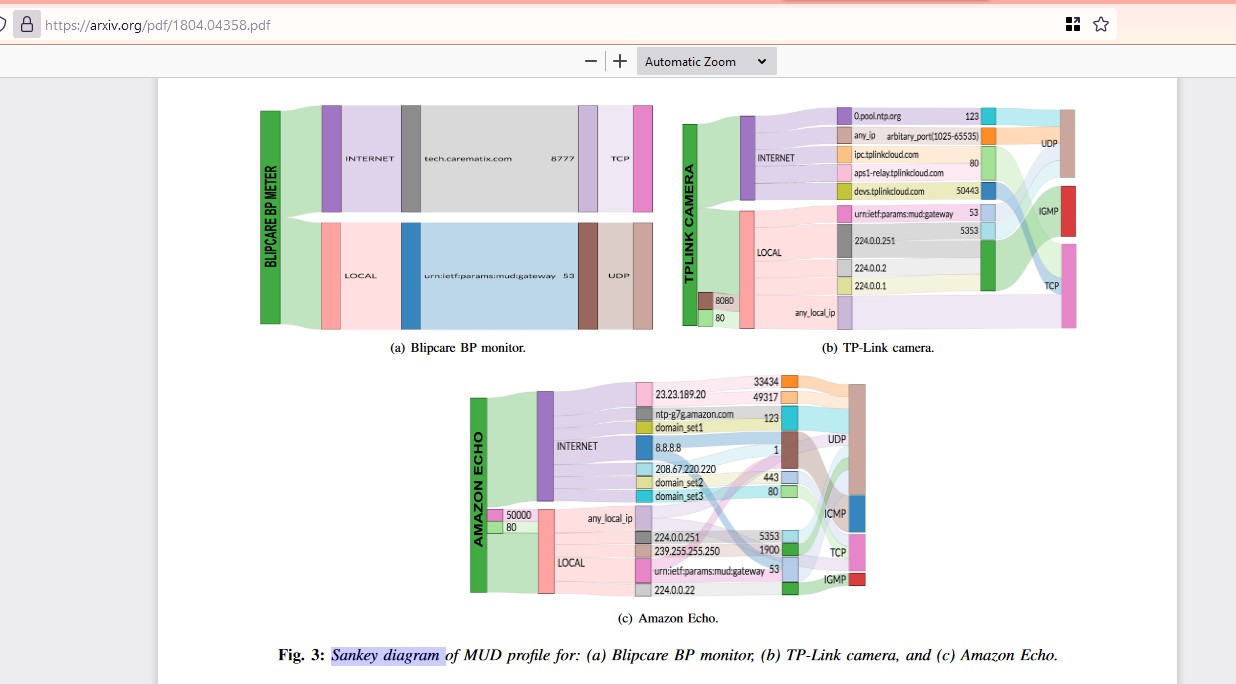 https://arxiv.org/pdf/1804.04358.pdf
Automatic Zoom
BLIPCARE BP METER
INTERNET
tech.carematix.com
8777
TCP
LOCAL
urn:ietf:params:mud:gateway
53
UDP
(a) Blipcare BP monitor.
TPLINK CAMERA
8080
80
INTERNET
LOCAL
0.pool.ntp.org
123
any_ip
arbitary_port(1025-65535)
ipc.tplinkcloud.com
80
aps1-relay.tplinkcloud.com
devs.tplinkcloud.com
50443
urn:ietf:params:mud:gateway
53
5353
224.0.0.251
224.0.0.2
224.0.0.1
any_local_ip
UDP
IGMP
TCP
(b) TP-Link camera.
AMAZON ECHO
50000
80
INTERNET
LOCAL
23.23.189.20
33434
49317
ntp-g7g.amazon.com
123
domain_set1
8.8.8.8
1
208.67.220.220
domain_set2
443
domain_set3
80
any_local_ip
224.0.0.251
5353
239.255.255.250
1900
urn:ietf:params:mud:gateway
53
224.0.0.22
UDP
ICMP
TCP
IGMP
(c) Amazon Echo.
Fig. 3: Sankey diagram of MUD profile for: (a) Blipcare BP monitor, (b) TP-Link camera, and (c) Amazon Echo.